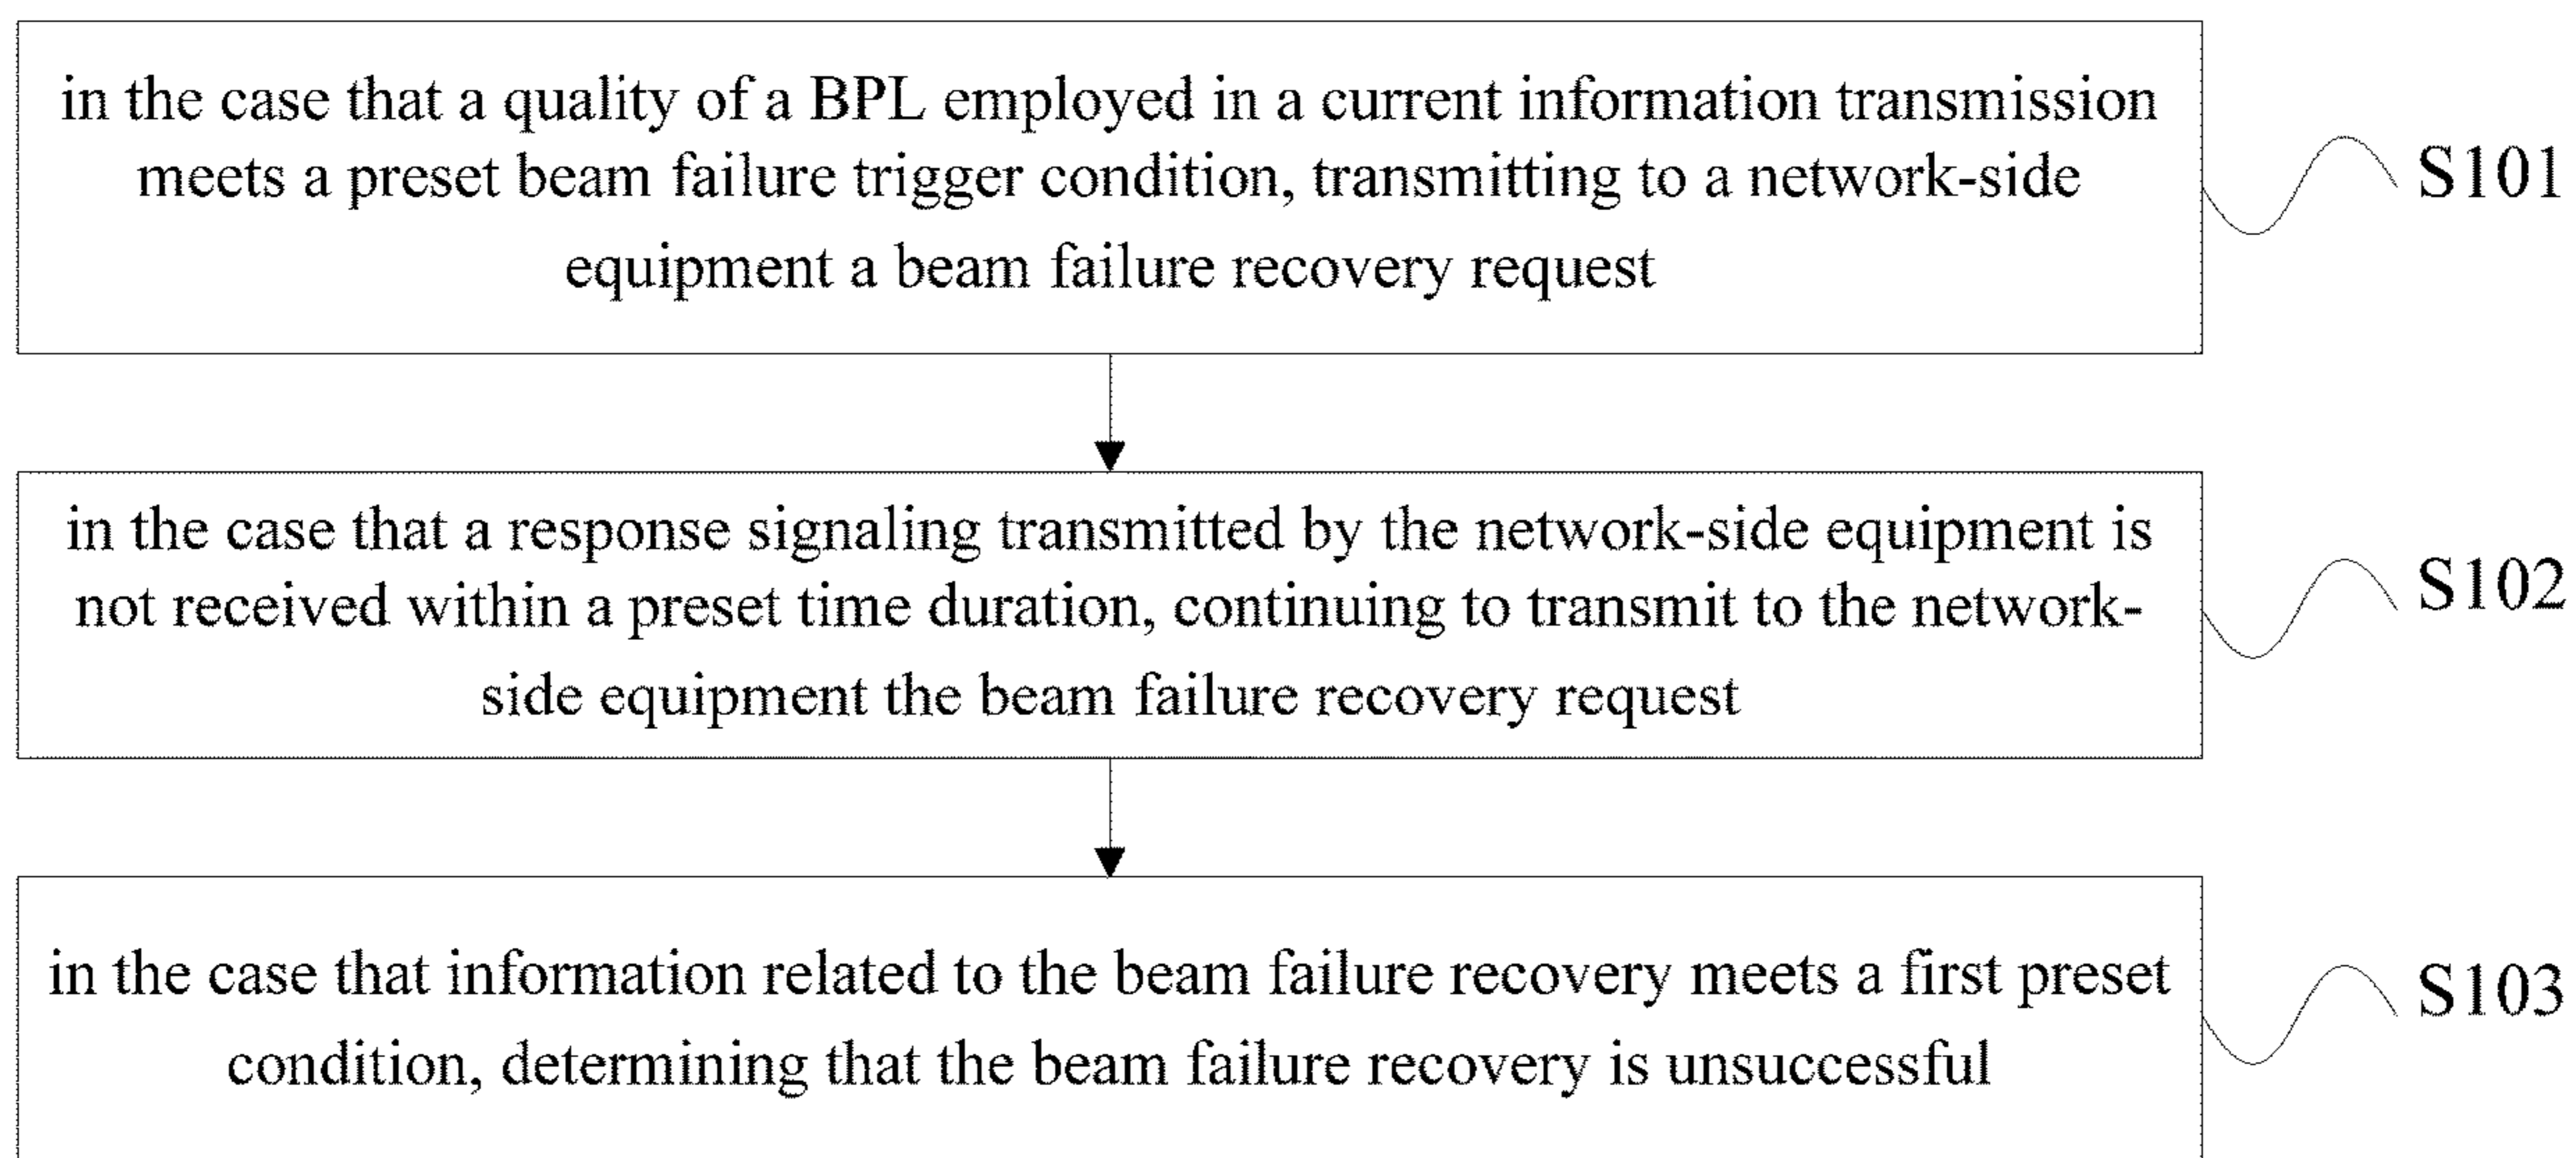 in the case that a quality of a BPL employed in a current information transmission
meets a preset beam failure trigger condition, transmitting to a network-side
equipment a beam failure recovery request
S101
in the case that a response signaling transmitted by the network-side equipment is
not received within a preset time duration, continuing to transmit to the network-
side equipment the beam failure recovery request
S102
in the case that information related to the beam failure recovery meets a first preset
condition, determining that the beam failure recovery is unsuccessful
S103